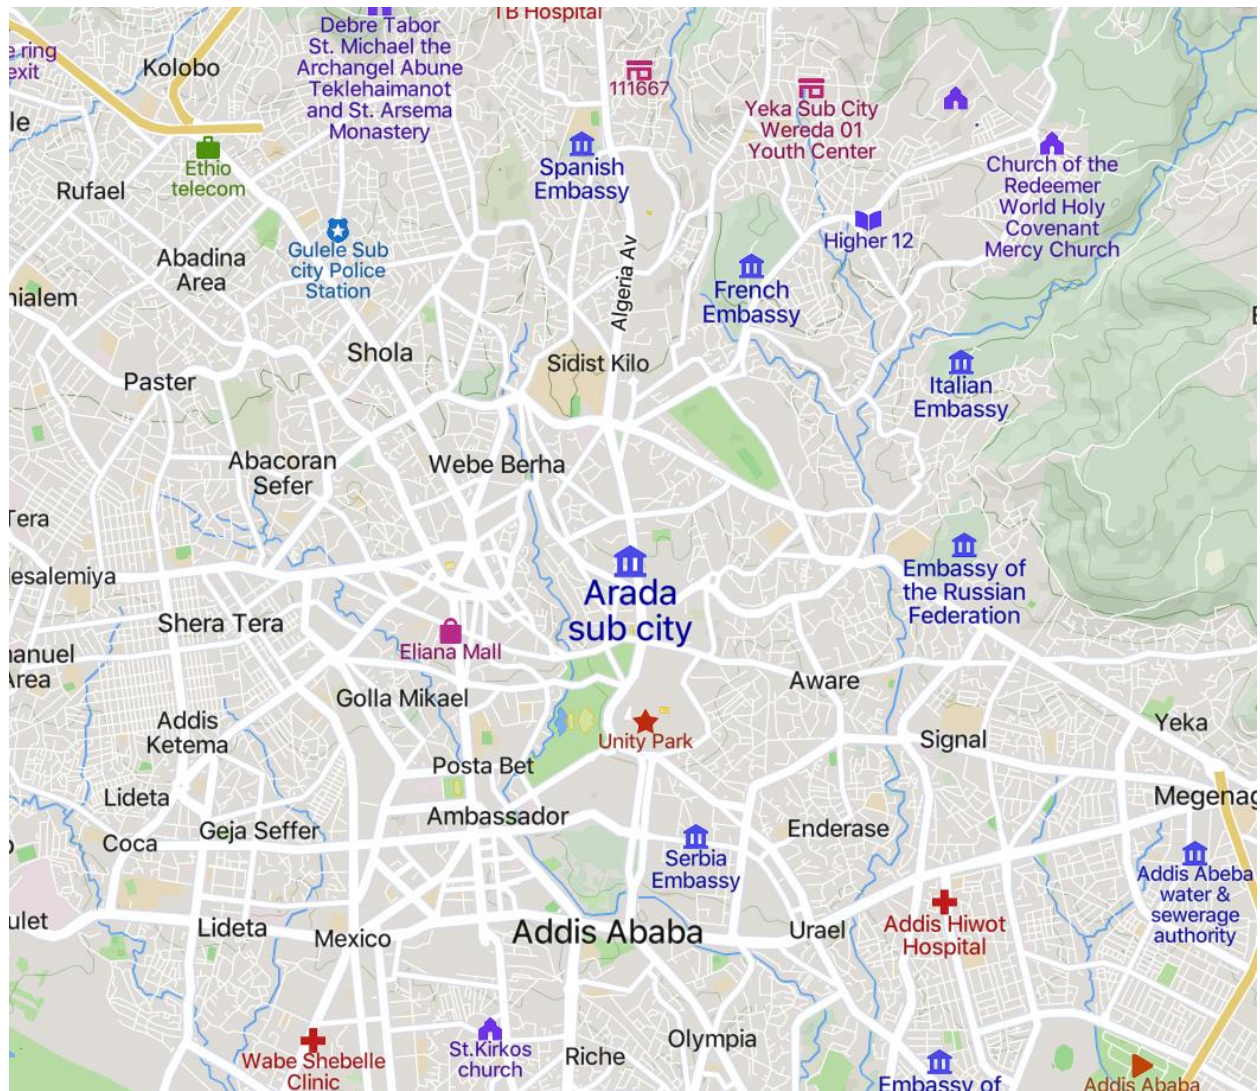 TB Hospital
Debre Tabor
St. Michael the
Archangel Abune
Teklehaimanot
and St. Arsema
Monastery
e ring
exit
Kolobo
111667
Yeka Sub City
Wereda 01
Youth Center
le
Ethio
telecom
Spanish
Embassy
Church of the
Redeemer
World Holy
Covenant
Mercy Church
Rufael
Higher 12
Gulele Sub
city Police
Station
Abadina
Area
Algeria Av
French
Embassy
nialem
Shola
Sidist Kilo
Paster
Italian
Embassy
Abacoran
Sefer
Webe Berha
Tera
esalemiya
Embassy of
the Russian
Federation
Arada
sub city
Shera Tera
Eliana Mall
anuel
Area
Golla Mikael
Aware
Addis
Ketema
Unity Park
Signal
Yeka
Posta Bet
Lideta
Ambassador
Megenag
Coca
Geja Seffer
Enderase
Serbia
Embassy
Addis Abeba
water &
sewerage
authority
ulet
Lideta
Mexico
Addis Ababa
Urael
Addis Hiwot
Hospital
Wabe Shebelle
Clinic
St.Kirkos
church
Riche
Olympia
Embassy of
Addis Ababa